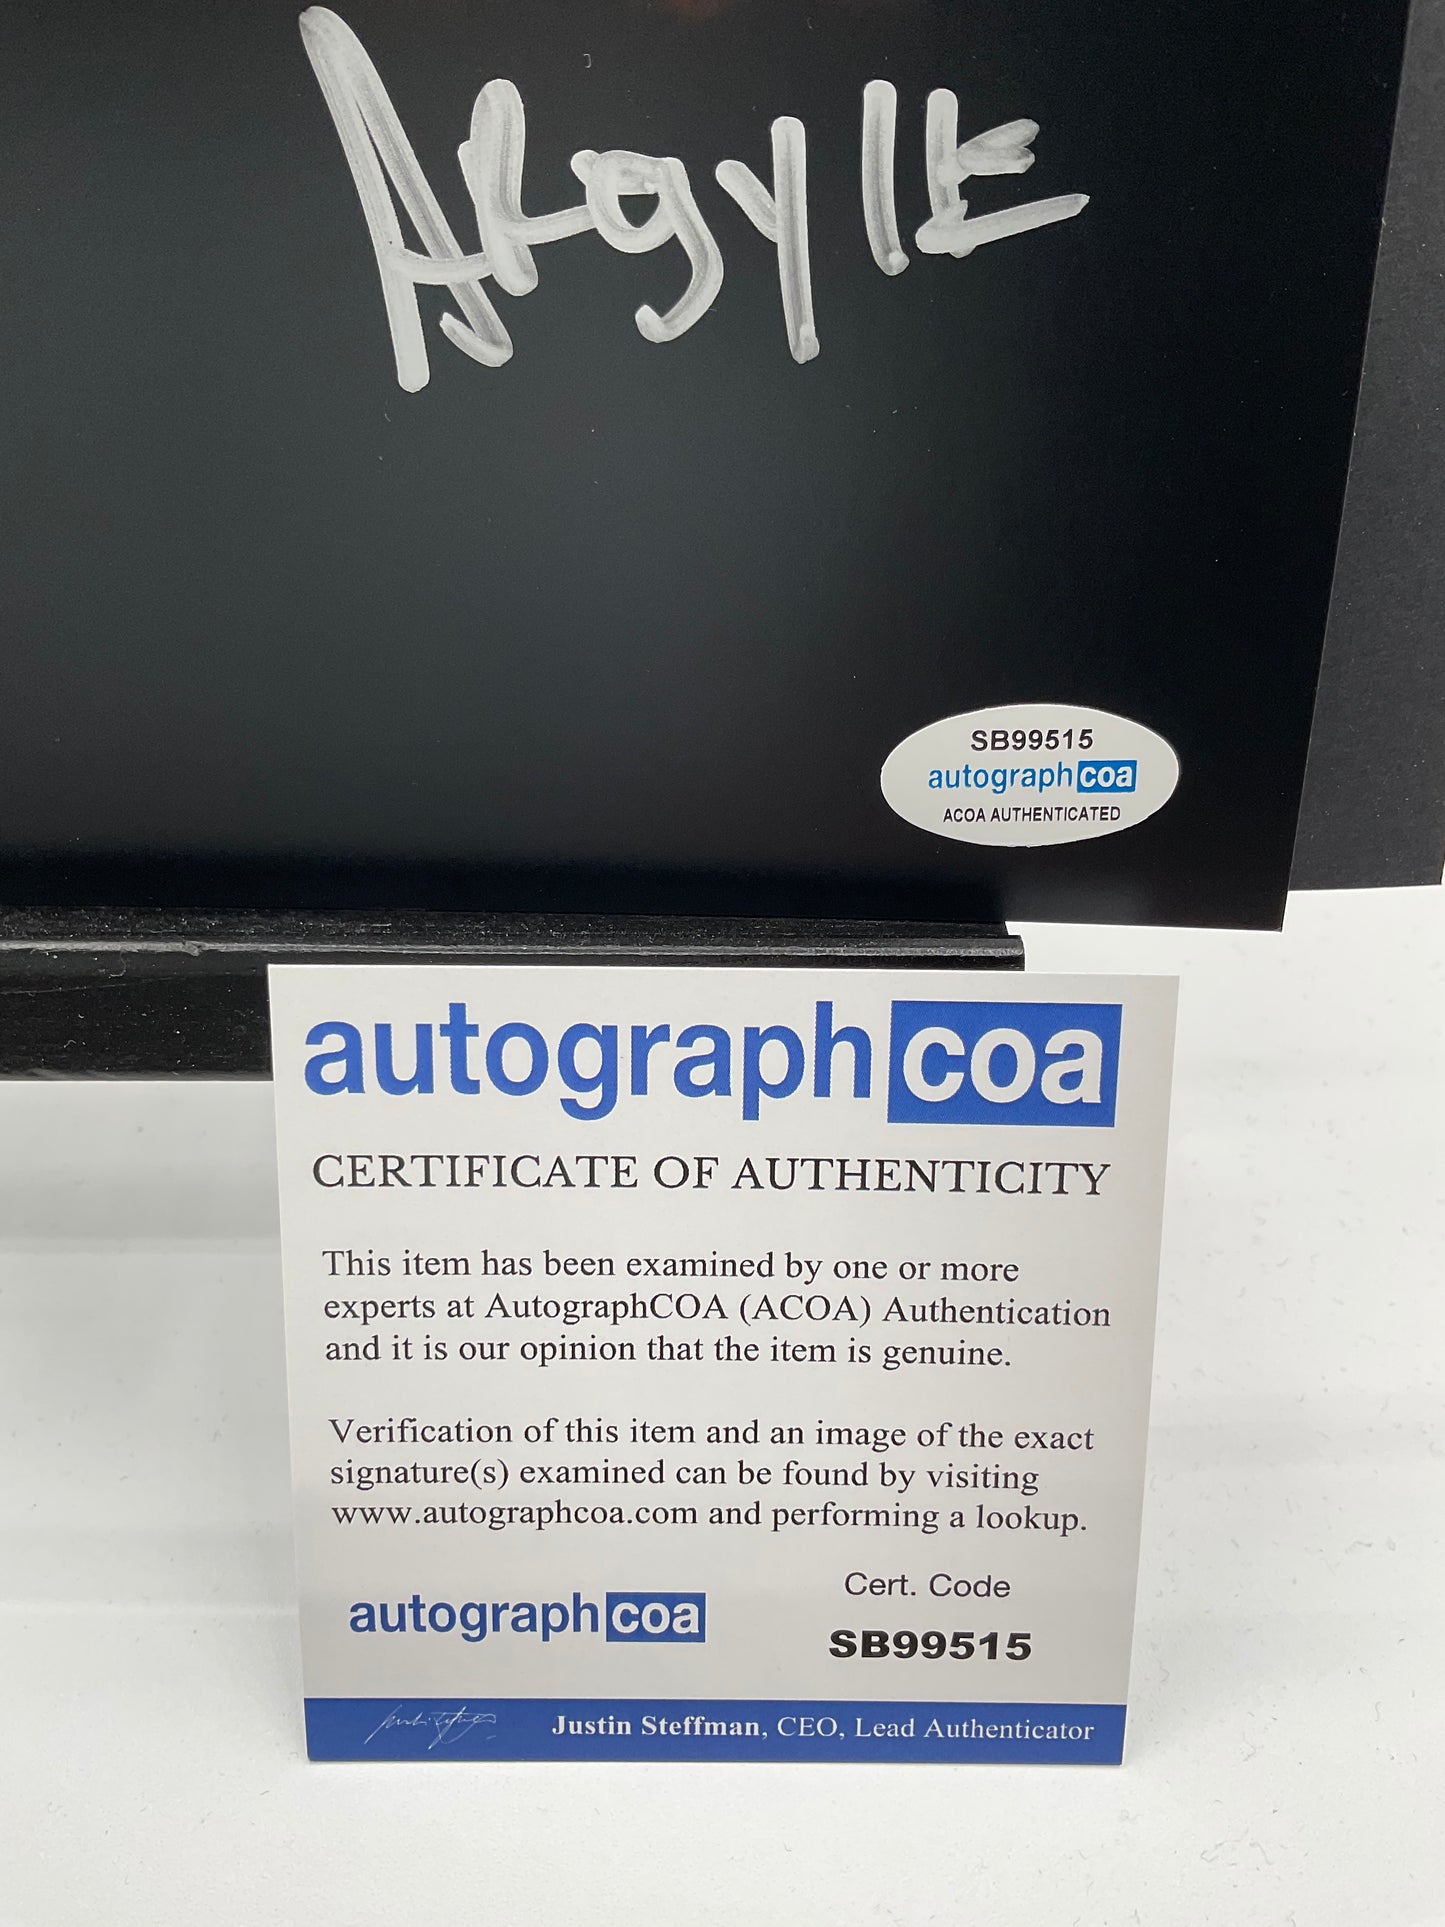 Argyle
SB99515
autographcoa
ACOA AUTHENTICATED
autographcoa
CERTIFICATE OF AUTHENTICITY
This item has been examined by one or more
experts at AutographCOA (ACOA) Authentication
and it is our opinion that the item is genuine.
Verification of this item and an image of the exact
signature(s) examined can be found by visiting
www.autographcoa.com and performing a lookup.
Cert. Code
autographcoa
SB99515
Justin Steffman, CEO, Lead Authenticator